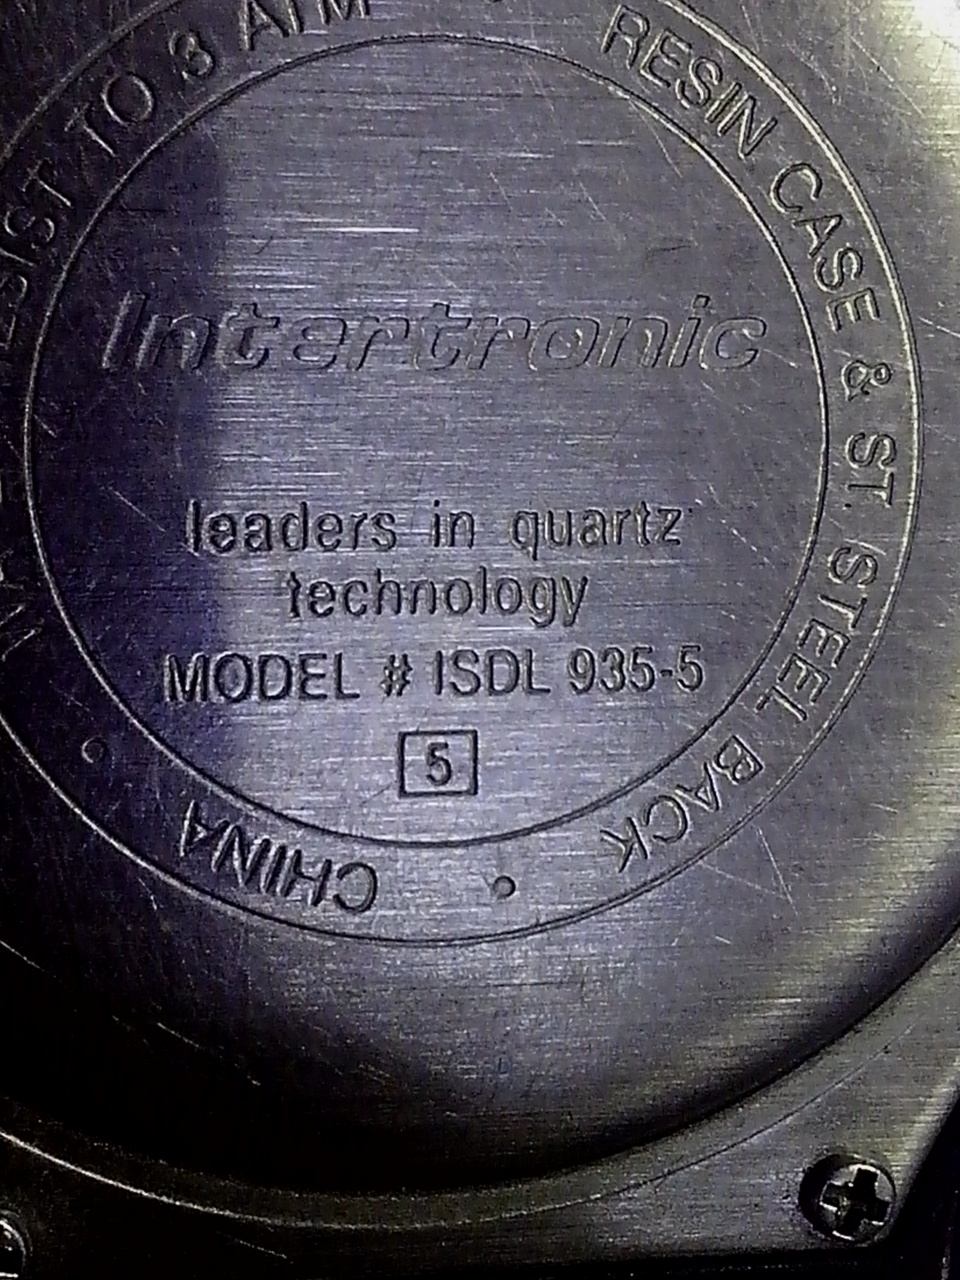 Intertronic
leaders in quartz
technology
MODEL # ISDL 935-5
5
RESIST TO 3 ATM
RESIN CASE & ST. STEEL BACK
CHINA